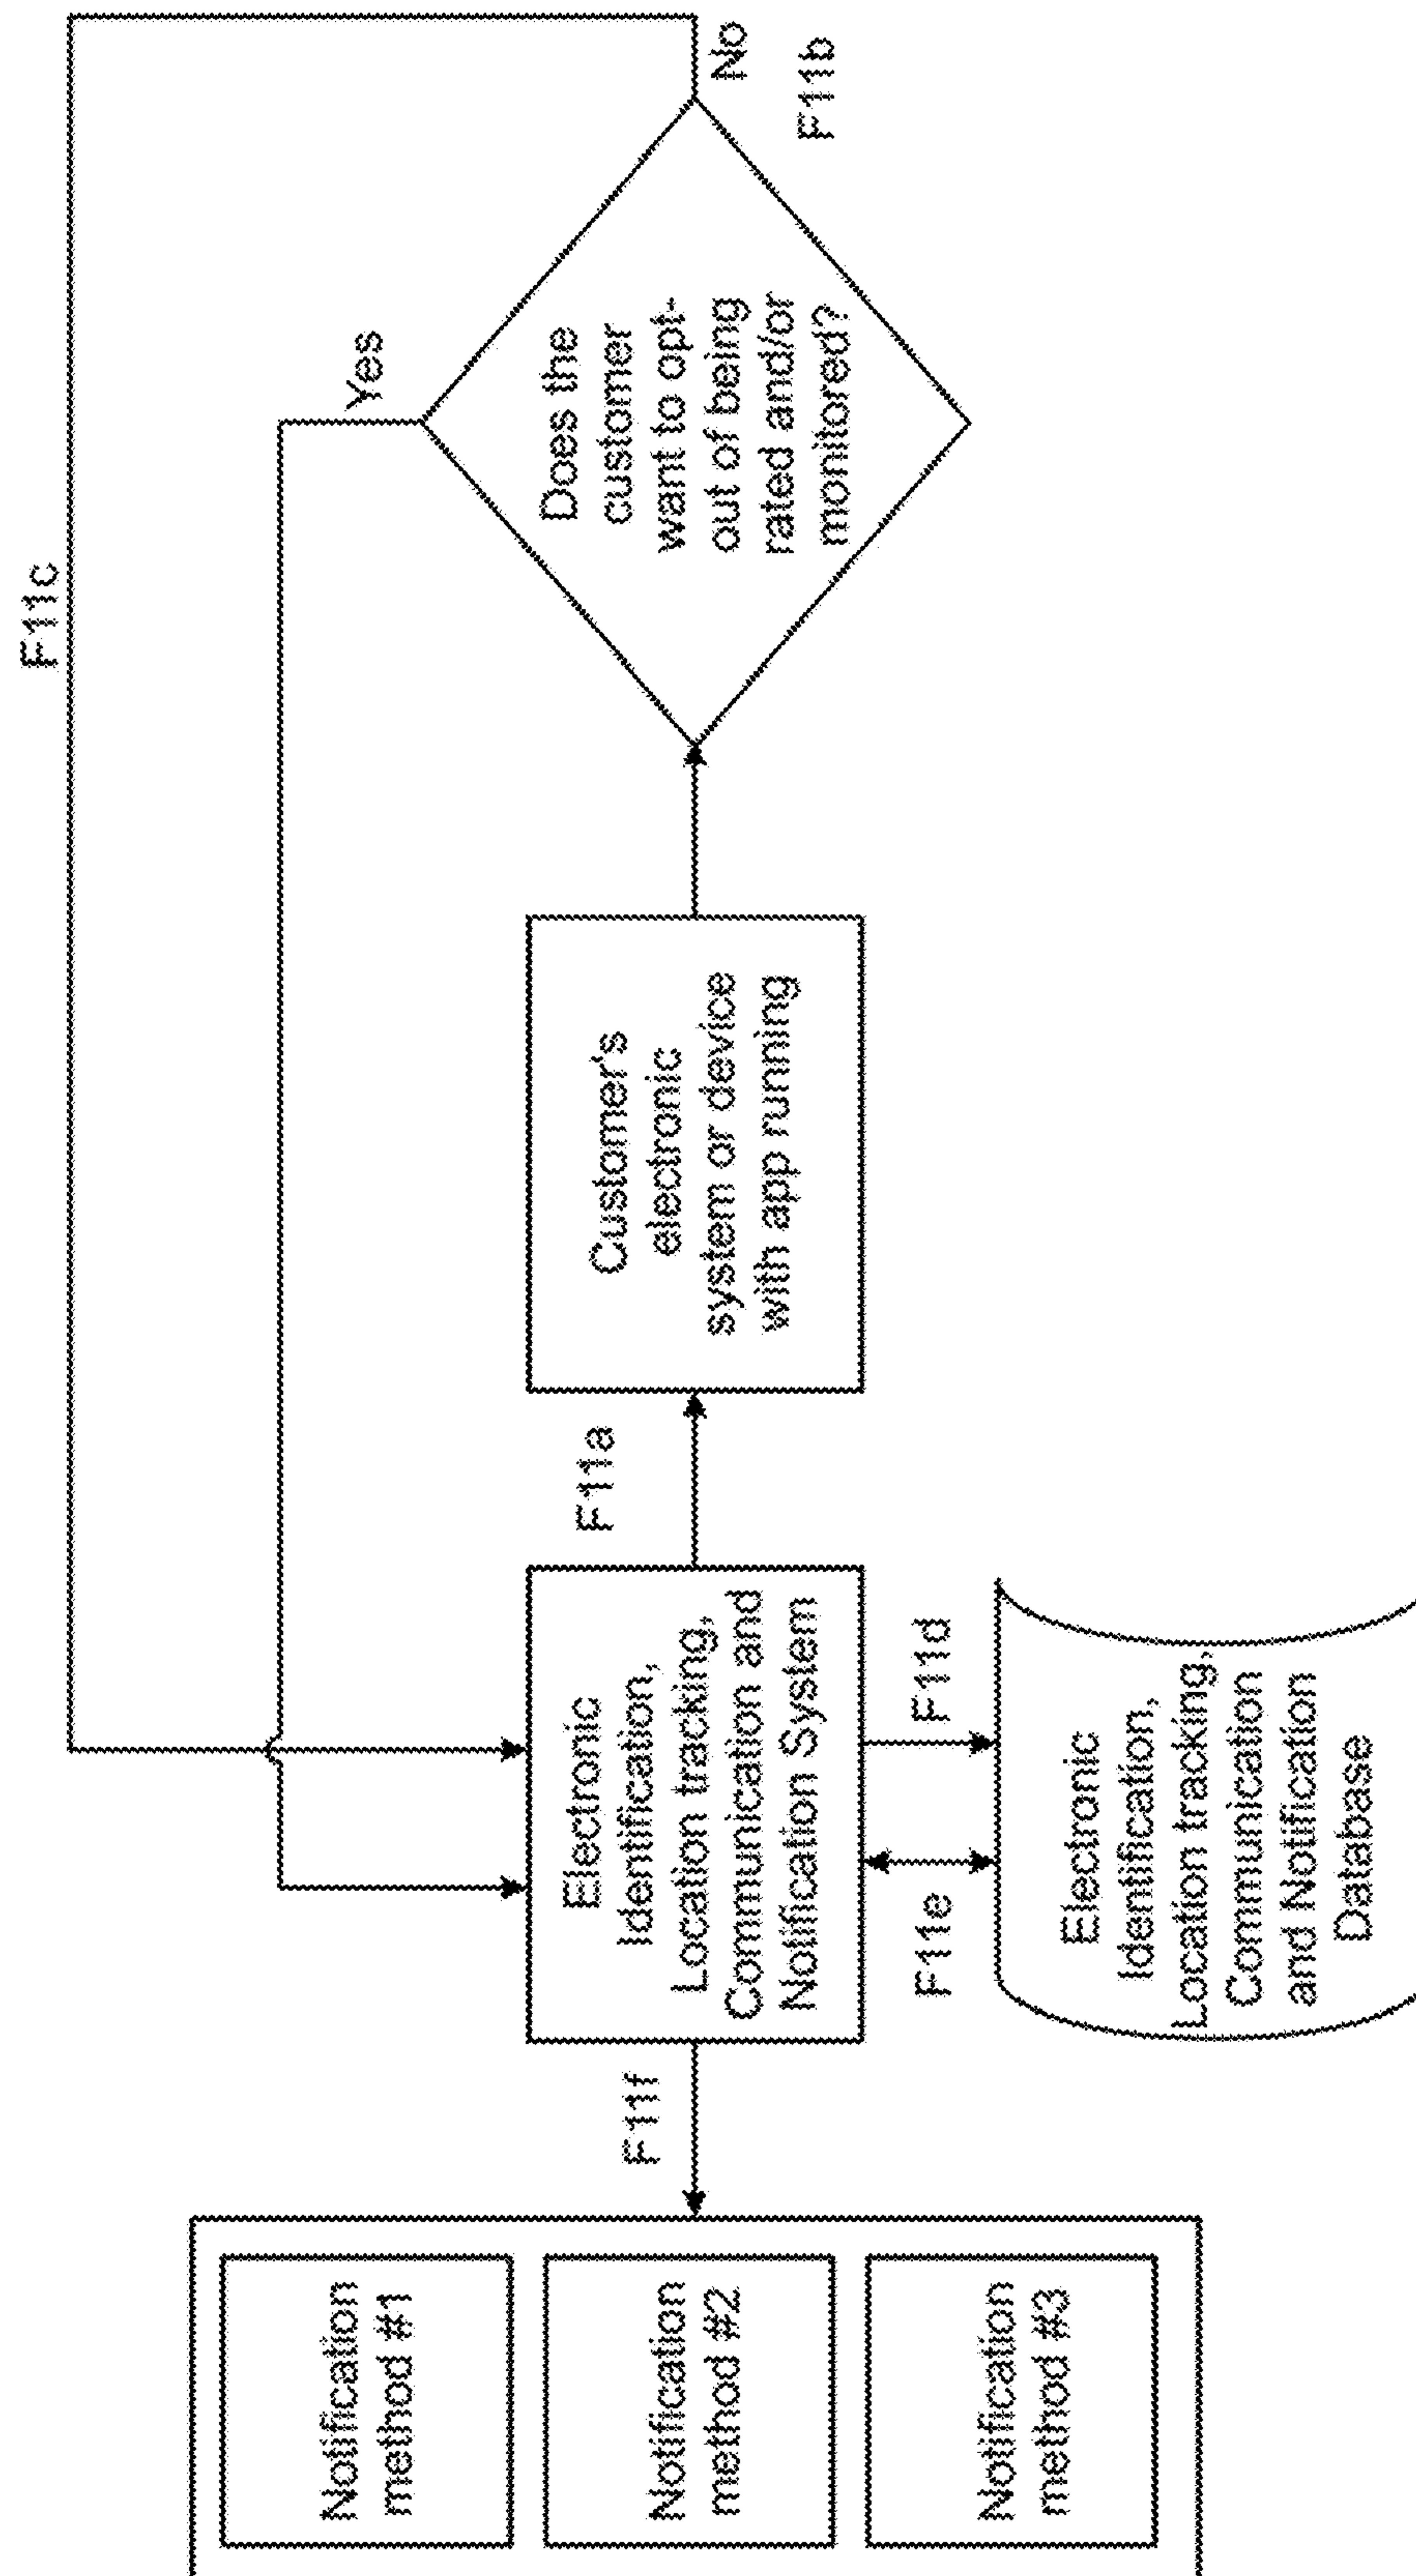 Notification
method #1
Notification
method #2
Notification
method #3
F11f
Electronic
Identification,
Location tracking,
Communication and
Notification System
F11e
F11d
Electronic
Identification,
Location tracking,
Communication
and Notification
Database
F11a
Customer's
electronic
system or device
with app running
F11c
Yes
Does the
customer
want to opt-
out of being
rated and/or
monitored?
No
F11b